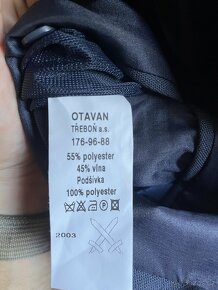 OTAVAN
TŘEBOŇ a.s.
176-96-88
55% polyester
45% vlna
Podšívka
100% polyester
2003